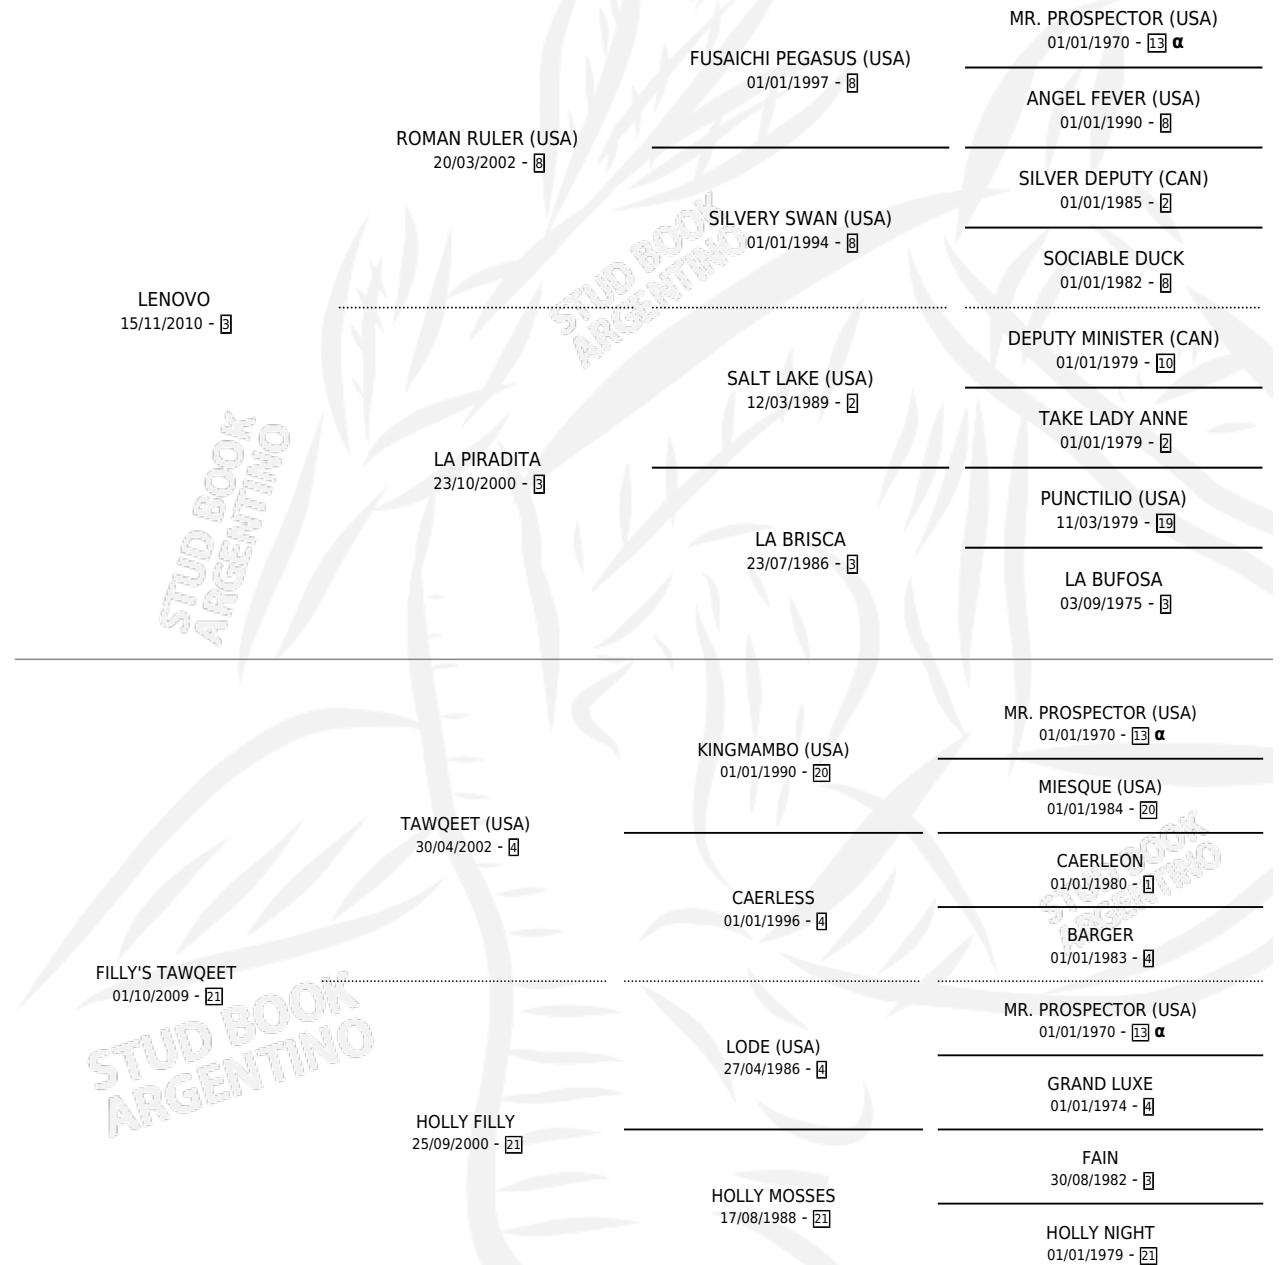 MR. PROSPECTOR (USA)
01/01/1970 - 13 α
FUSAICHI PEGASUS (USA)
01/01/1997 - 8
ANGEL FEVER (USA)
01/01/1990 - 8
ROMAN RULER (USA)
20/03/2002 - 8
SILVER DEPUTY (CAN)
01/01/1985 - 2
SILVERY SWAN (USA)
01/01/1994 - 8
SOCIABLE DUCK
01/01/1982 - 8
STUD BOOK
ARGENTINO
LENOVO
15/11/2010 - 3
DEPUTY MINISTER (CAN)
01/01/1979 - 10
SALT LAKE (USA)
12/03/1989 - 2
TAKE LADY ANNE
01/01/1979 - 2
LA PIRADITA
23/10/2000 - 3
PUNCTILIO (USA)
11/03/1979 - 19
LA BRISCA
23/07/1986 - 3
LA BUFOSA
03/09/1975 - 3
STUD BOOK
ARGENTINO
MR. PROSPECTOR (USA)
01/01/1970 - 13 α
KINGMAMBO (USA)
01/01/1990 - 20
MIESQUE (USA)
01/01/1984 - 20
TAWQEET (USA)
30/04/2002 - 4
CAERLEON
01/01/1980 - 1
CAERLESS
01/01/1996 - 4
BARGER
01/01/1983 - 4
STUD BOOK
ARGENTINO
FILLY'S TAWQEET
01/10/2009 - 21
MR. PROSPECTOR (USA)
01/01/1970 - 13 α
LODE (USA)
27/04/1986 - 4
GRAND LUXE
01/01/1974 - 4
HOLLY FILLY
25/09/2000 - 21
FAIN
30/08/1982 - 3
HOLLY MOSSES
17/08/1988 - 21
HOLLY NIGHT
01/01/1979 - 21
STUD BOOK
ARGENTINO